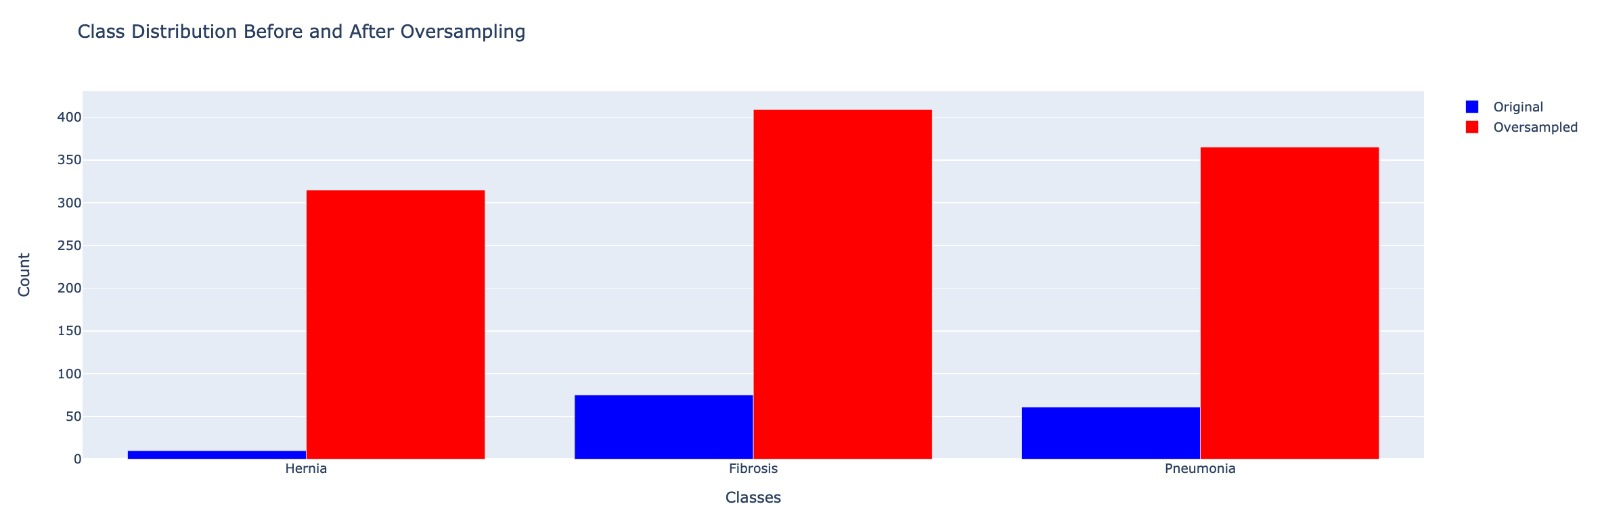 Class Distribution Before and After Oversampling
Original
Oversampled
400
350
300
250
200
150
100
50
0
Count
Hernia
Fibrosis
Pneumonia
Classes